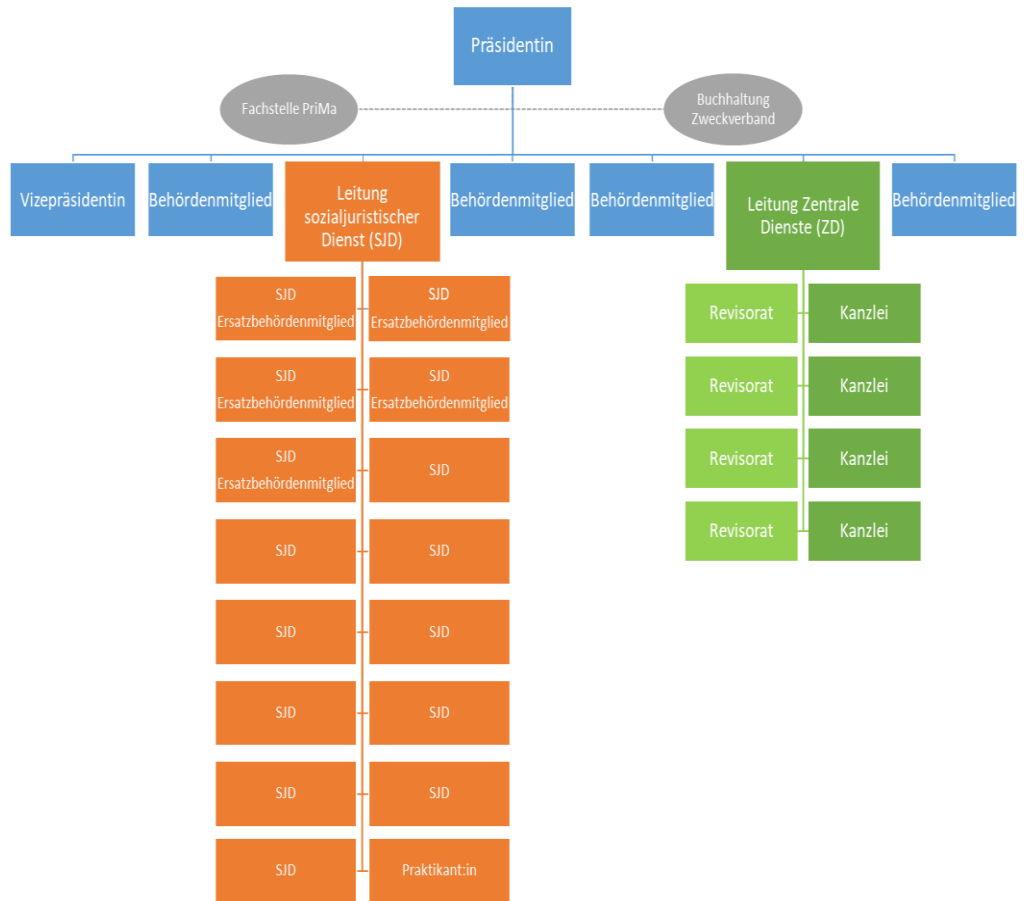 Präsidentin
Fachstelle PriMa
Buchhaltung
Zweckverband
Vizepräsidentin
Behördenmitglied
Leitung
sozialjuristischer
Dienst (SJD)
Behördenmitglied
Behördenmitglied
Leitung Zentrale
Dienste (ZD)
Behördenmitglied
SJD
Ersatzbehördenmitglied
SJD
Ersatzbehördenmitglied
SJD
Ersatzbehördenmitglied
SJD
Ersatzbehördenmitglied
SJD
Ersatzbehördenmitglied
SJD
SJD
SJD
SJD
SJD
SJD
SJD
SJD
SJD
SJD
Praktikant:in
Revisorat
Kanzlei
Revisorat
Kanzlei
Revisorat
Kanzlei
Revisorat
Kanzlei